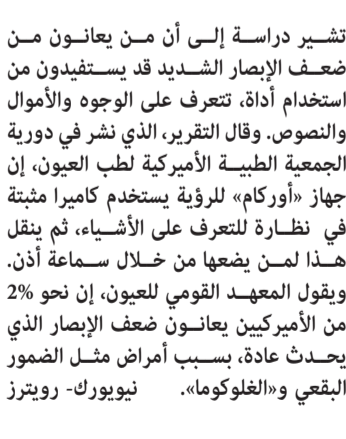 تشير دراسة إلى أن من يعانون من
ضعف الإبصار الشديد قد يستفيدون من
استخدام أداة، تتعرف على الوجوه والأموال
والنصوص. وقال التقرير، الذي نشر في دورية
الجمعية الطبية الأميركية لطب العيون، إن
جهاز «أوركام» للرؤية يستخدم كاميرا مثبتة
في نظارة للتعرف على الأشياء، ثم ينقل
هذا لمن يضعها من خلال سماعة أذن.
ويقول المعهد القومي للعيون، إن نحو 2%
من الأميركيين يعانون ضعف الإبصار الذي
يحدث عادة، بسبب أمراض مثل الضمور
البقعي و«الغلوكوما». نيويورك- رويترز